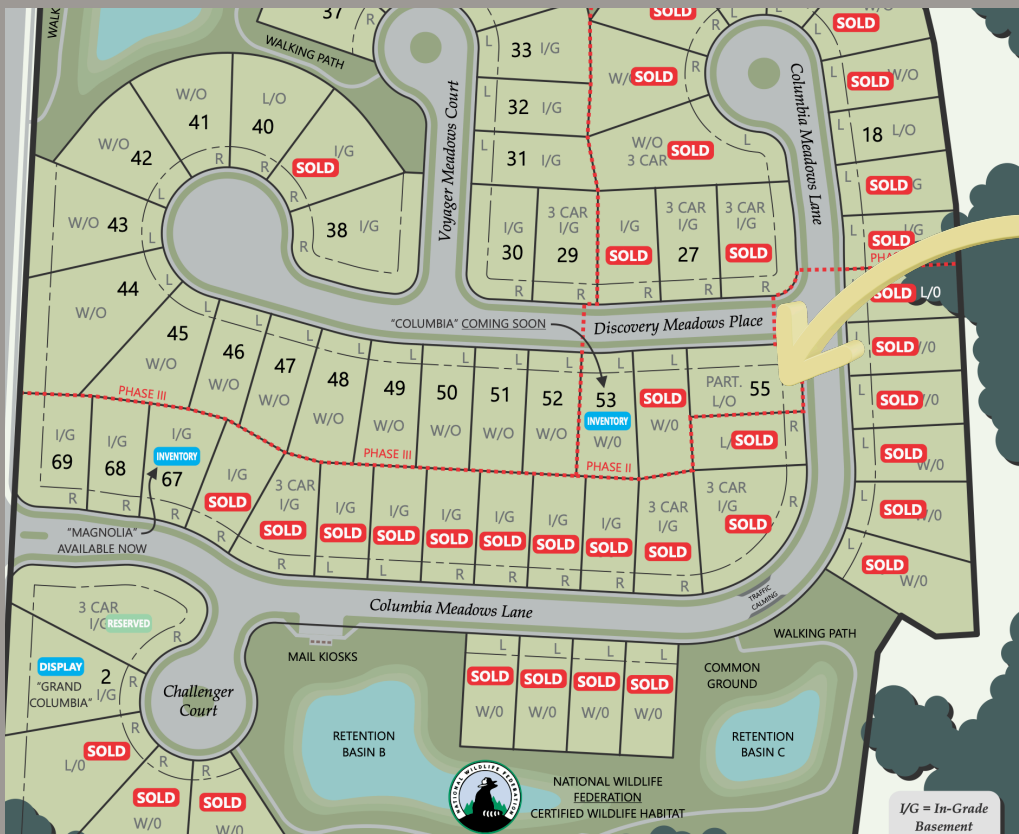 37
R
L
33
I/G
SOLD
SOLD
W/O
WALKING PATH
W/O
SOLD
R
R
SOLD
W/O
W/O
41
L/O
40
L
32
I/G
L
Columbia Meadows Lane
18
L/O
W/O
42
R
R
I/G
SOLD
Voyager Meadows Court
L
31
I/G
W/O
SOLD
3 CAR
L
L
SOLD
L
R
W/O
43
L
R
38
I/G
I/G
30
3 CAR
I/G
29
I/G
SOLD
3 CAR
I/G
27
3 CAR
I/G
SOLD
L
I/G
SOLD
44
W/O
L
R
R
R
R
R
SOLD
L/0
"COLUMBIA" COMING SOON
Discovery Meadows Place
45
W/O
L
46
W/O
L
47
W/O
L
48
W/O
L
49
W/O
L
50
W/O
L
51
W/O
L
52
W/O
L
53
INVENTORY
W/0
L
SOLD
W/0
PART.
L/O
55
L
SOLD
L
SOLD
PHASE III
PHASE III
PHASE II
SOLD
R
L
SOLD
W/0
I/G
69
R
I/G
68
R
I/G
INVENTORY
67
R
I/G
SOLD
R
3 CAR
I/G
SOLD
R
I/G
SOLD
L
I/G
SOLD
L
I/G
SOLD
R
I/G
SOLD
L
I/G
SOLD
R
I/G
SOLD
R
3 CAR
I/G
SOLD
R
3 CAR
I/G
SOLD
R
L
SOLD
"MAGNOLIA"
AVAILABLE NOW
L
SOLD
W/0
TRAFFIC
CALMING
Columbia Meadows Lane
3 CAR
RESERVED
R
WALKING PATH
MAIL KIOSKS
DISPLAY
"GRAND
COLUMBIA"
2
I/G
R
Challenger
Court
L
SOLD
W/0
L
SOLD
W/0
L
SOLD
W/0
L
SOLD
W/0
COMMON
GROUND
RETENTION
BASIN B
RETENTION
BASIN C
SOLD
L/0
R
R
R
SOLD
W/0
SOLD
W/0
NATIONAL WILDLIFE FEDERATION
NATIONAL WILDLIFE
FEDERATION
CERTIFIED WILDLIFE HABITAT
I/G = In-Grade
Basement